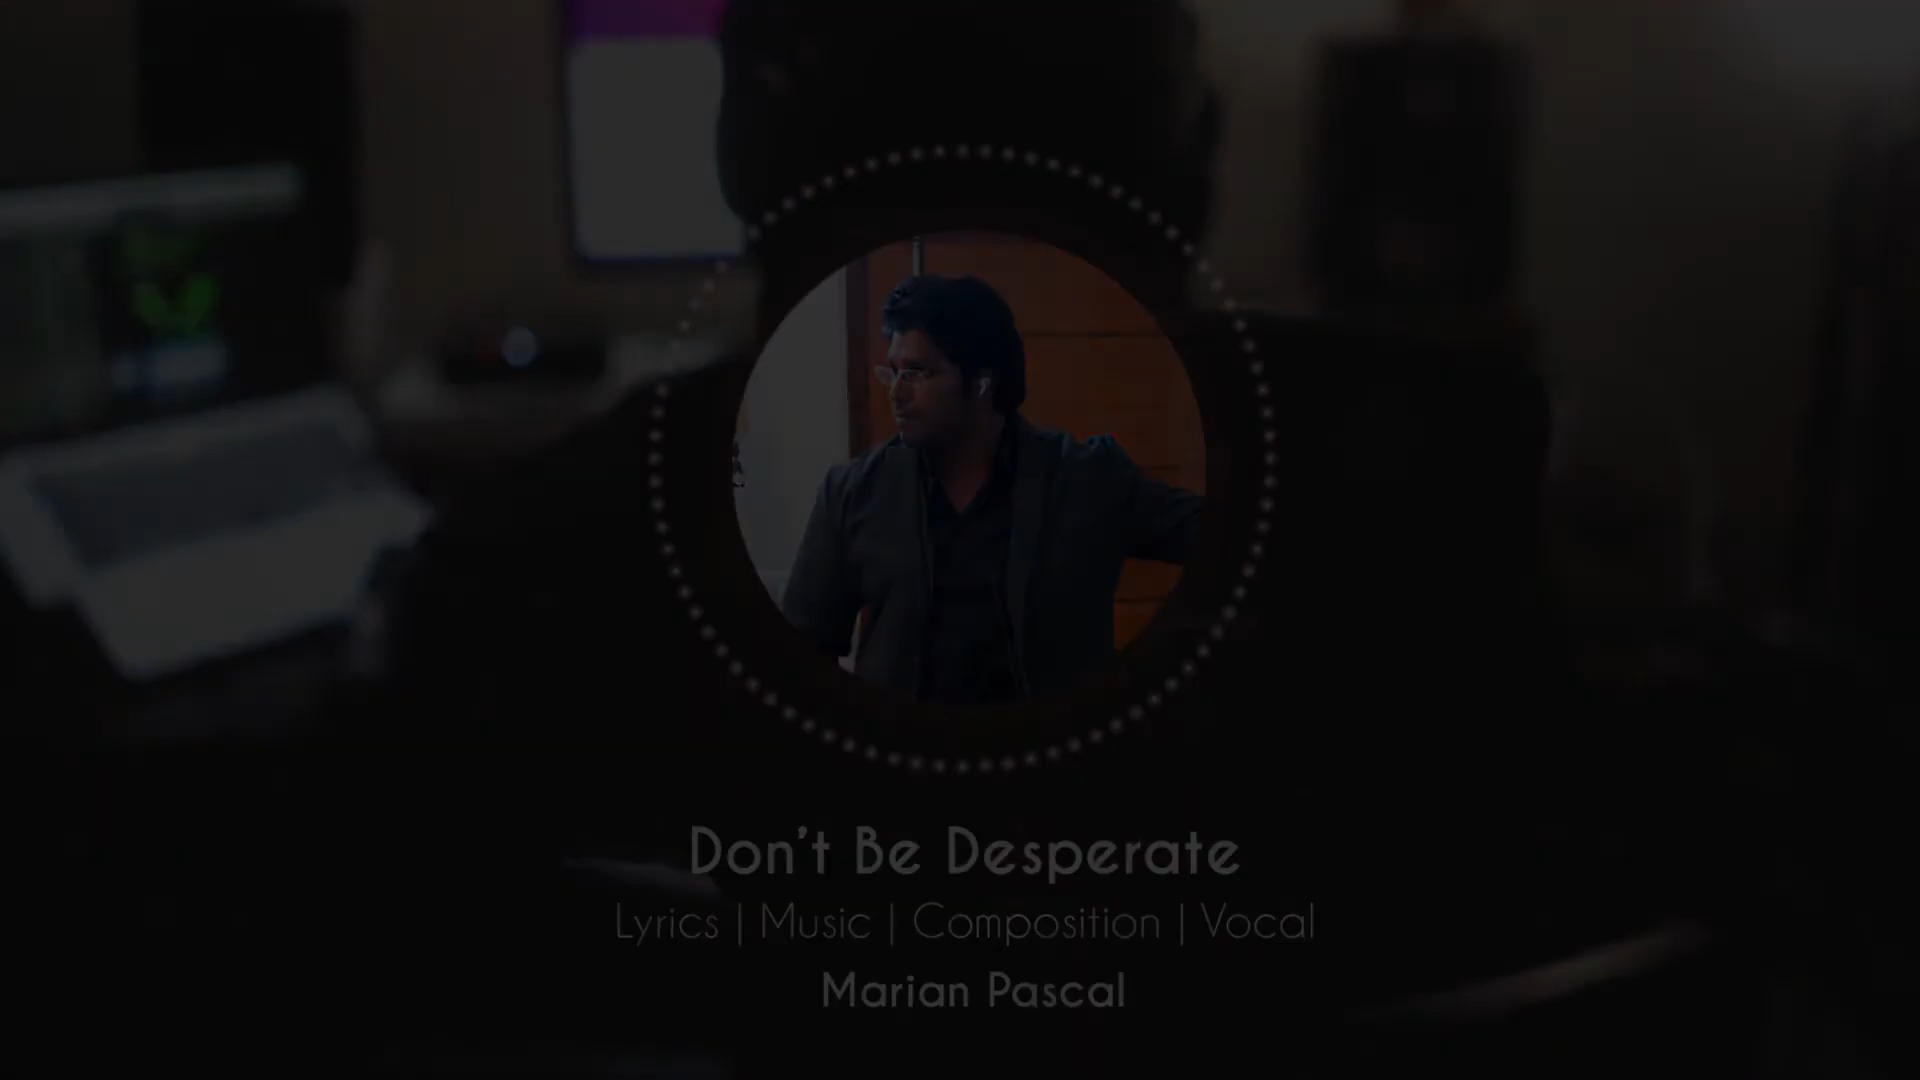 Don't Be Desperate
Lyrics | Music | Composition | Vocal
Marian Pascal